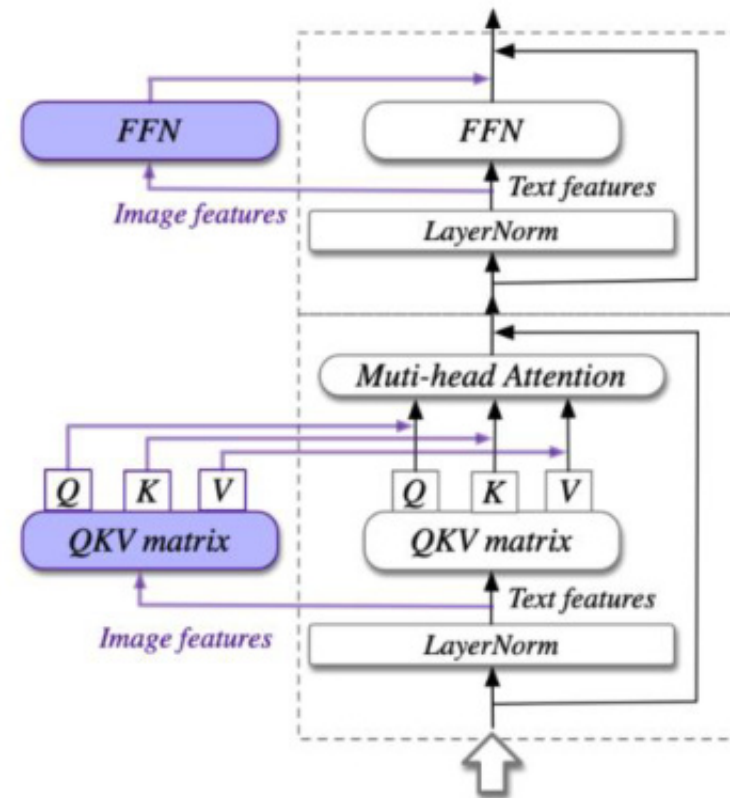 FFN
FFN
Image features
Text features
LayerNorm
Muti-head Attention
Q K V
Q K V
QKV matrix
QKV matrix
Image features
Text features
LayerNorm